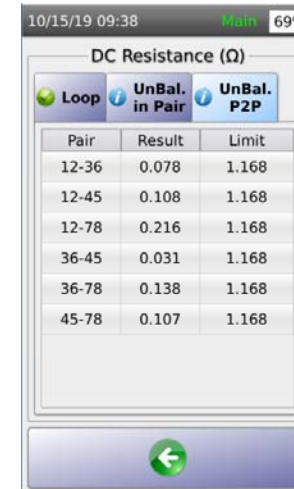 10/15/19 09:38 Main 69%
DC Resistance (Ω)
Loop UnBal. in Pair UnBal. P2P
Pair Result Limit
12-36 0.078 1.168
12-45 0.108 1.168
12-78 0.216 1.168
36-45 0.031 1.168
36-78 0.138 1.168
45-78 0.107 1.168